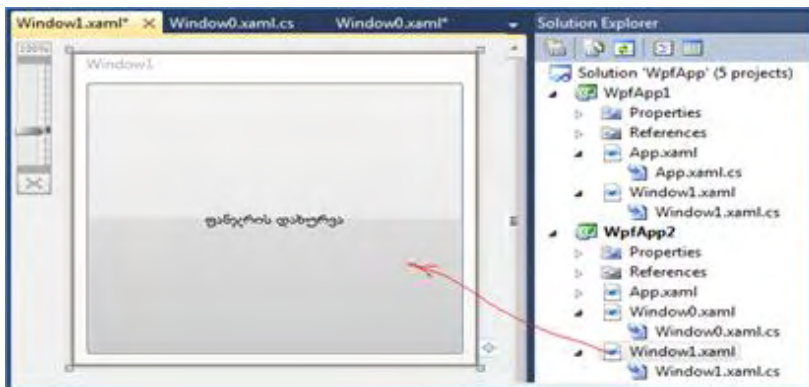 Window1.xaml* × Window0.xaml.cs Window0.xaml*
100%
Window1
ფანჯრის დახურვა
Solution Explorer
Solution 'WpfApp' (5 projects)
WpfApp1
Properties
References
App.xaml
App.xaml.cs
Window1.xaml
Window1.xaml.cs
WpfApp2
Properties
References
App.xaml
Window0.xaml
Window0.xaml.cs
Window1.xaml
Window1.xaml.cs